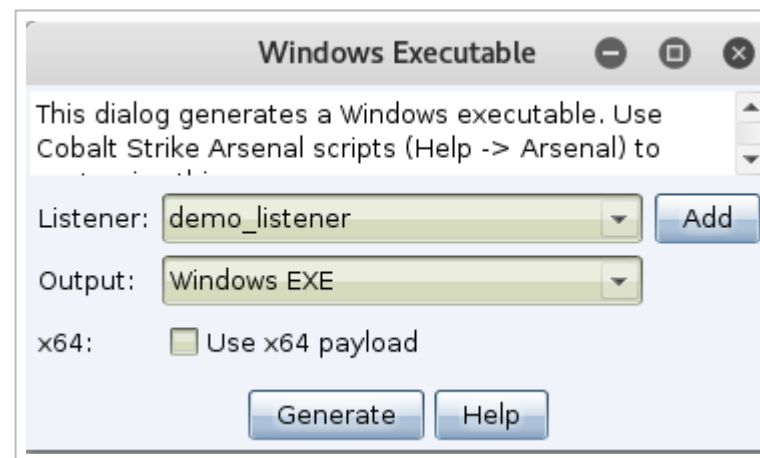 Windows Executable
This dialog generates a Windows executable. Use
Cobalt Strike Arsenal scripts (Help -> Arsenal) to
Listener: demo_listener Add
Output: Windows EXE
x64: Use x64 payload
Generate Help